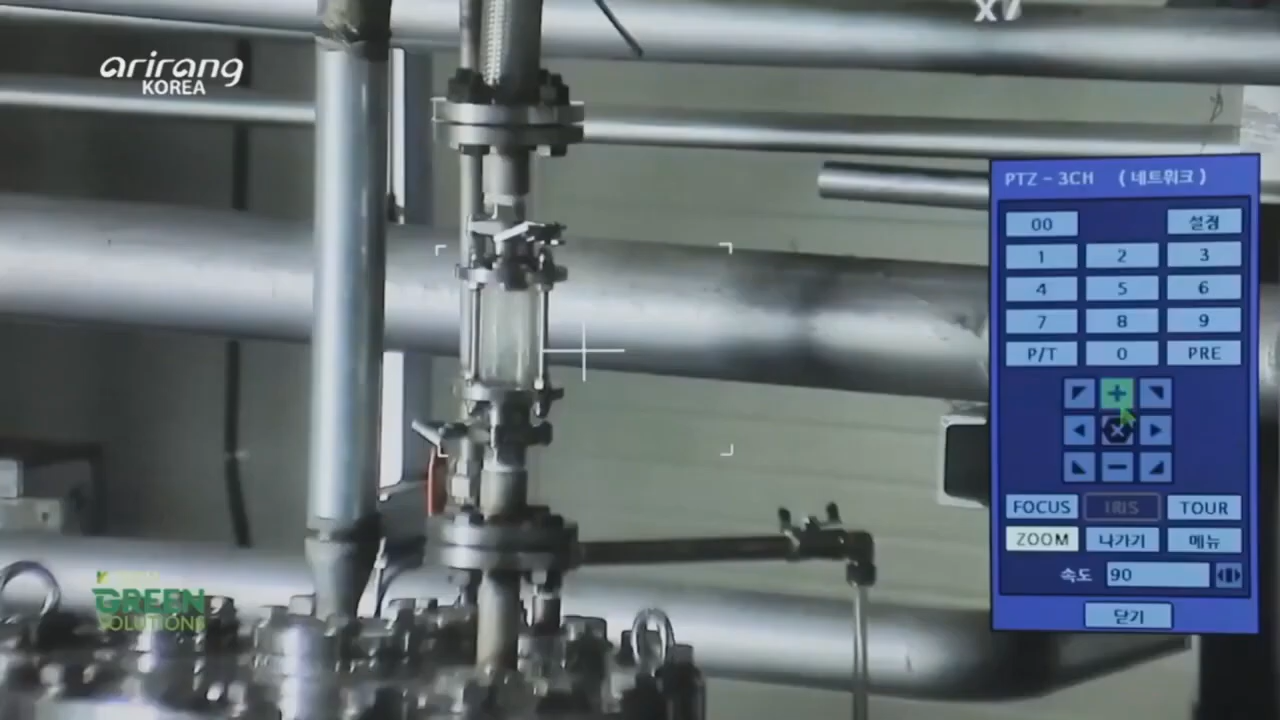 x7
arirang
KOREA
PTZ - 3CH (네트워크)
00 설정
1 2 3
4 5 6
7 8 9
P/T 0 PRE
FOCUS IRIS TOUR
ZOOM 나가기 메뉴
속도 90
닫기
GREEN
SOLUTIONS